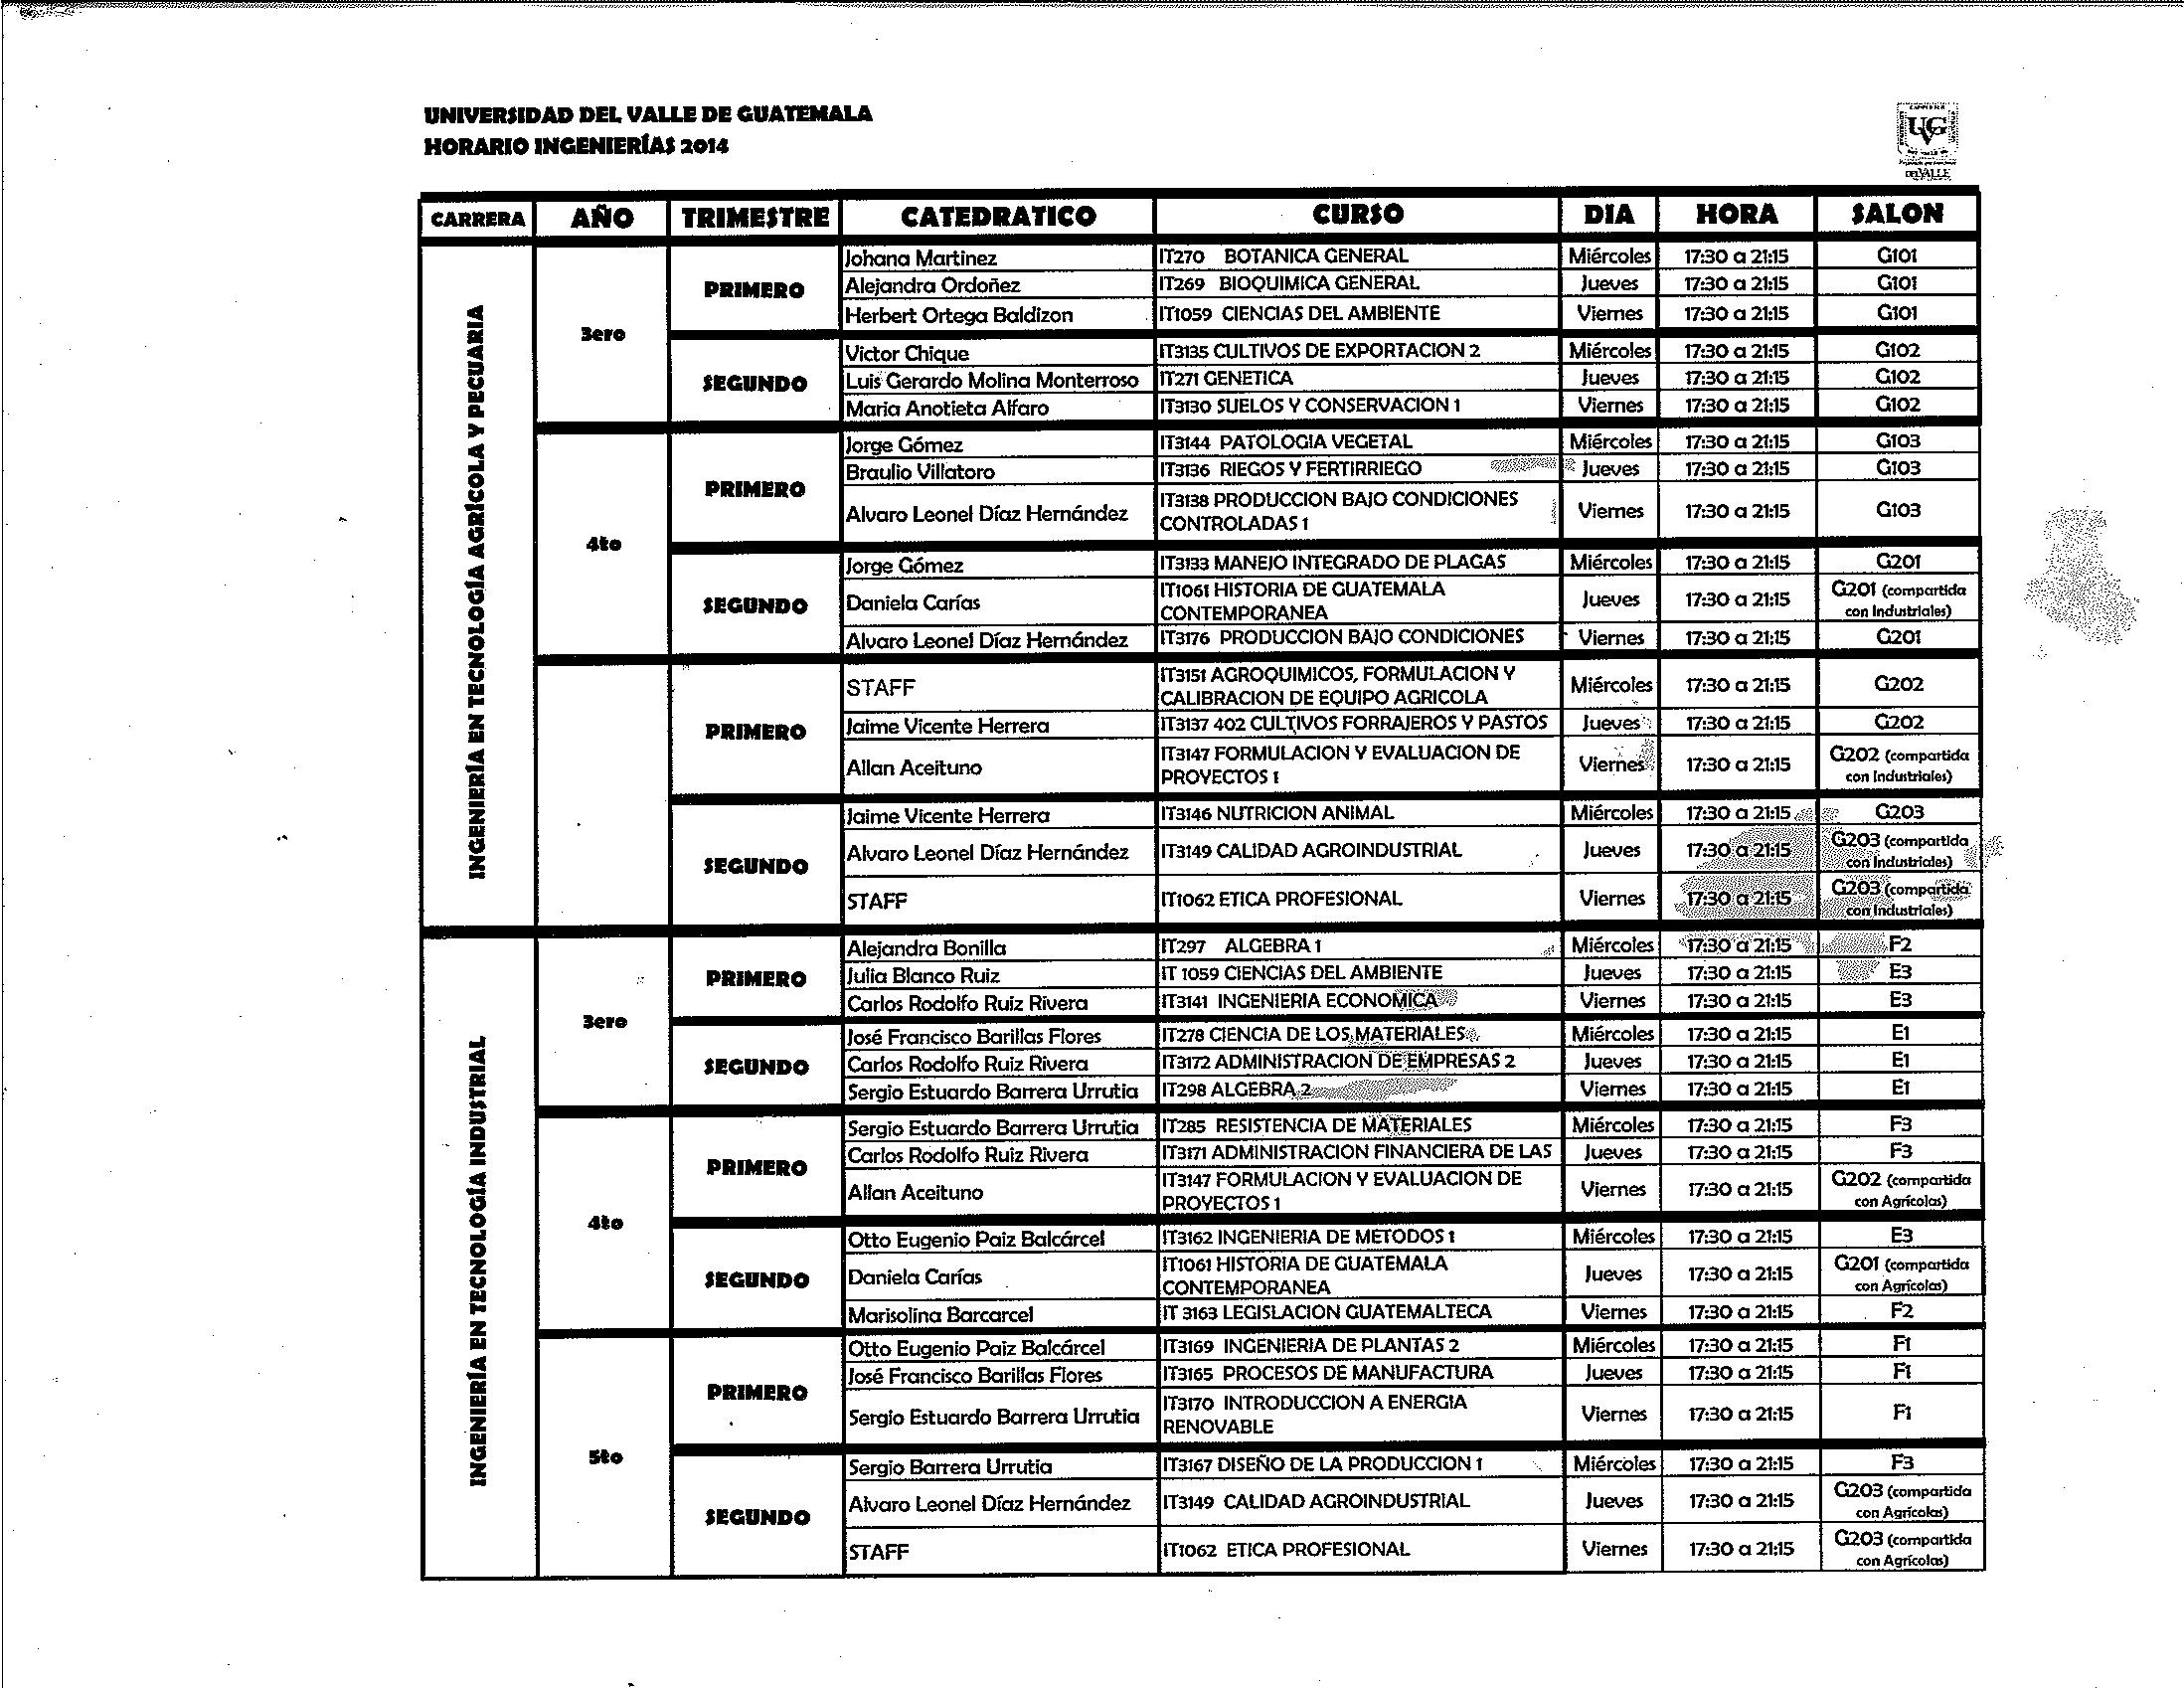 UNIVERSIDAD DEL VALLE DE GUATEMALA
HORARIO INGENIERÍAS 2014
UVG
DEL VALLE
CARRERA AÑO TRIMESTRE CATEDRATICO CURSO DIA HORA SALON
INGENIERÍA EN TECNOLOGÍA AGRÍCOLA Y PECUARIA
3ero
PRIMERO
Johana Martinez IT270 BOTANICA GENERAL Miércoles 17:30 a 21:15 G101
Alejandra Ordoñez IT269 BIOQUIMICA GENERAL Jueves 17:30 a 21:15 G101
Herbert Ortega Baldizon IT1059 CIENCIAS DEL AMBIENTE Viernes 17:30 a 21:15 G101
SEGUNDO
Victor Chique IT3135 CULTIVOS DE EXPORTACION 2 Miércoles 17:30 a 21:15 G102
Luis Gerardo Molina Monterroso IT271 GENETICA Jueves 17:30 a 21:15 G102
Maria Anotieta Alfaro IT3130 SUELOS Y CONSERVACION 1 Viernes 17:30 a 21:15 G102
4to
PRIMERO
Jorge Gómez IT3144 PATOLOGIA VEGETAL Miércoles 17:30 a 21:15 G103
Braulio Villatoro IT3136 RIEGOS Y FERTIRRIEGO Jueves 17:30 a 21:15 G103
Alvaro Leonel Díaz Hernández IT3138 PRODUCCION BAJO CONDICIONES
CONTROLADAS 1 Viernes 17:30 a 21:15 G103
SEGUNDO
Jorge Gómez IT3133 MANEJO INTEGRADO DE PLAGAS Miércoles 17:30 a 21:15 G201
Daniela Carías IT1061 HISTORIA DE GUATEMALA
CONTEMPORANEA Jueves 17:30 a 21:15 G201 (compartida
con Industriales)
Alvaro Leonel Díaz Hernández IT3176 PRODUCCION BAJO CONDICIONES Viernes 17:30 a 21:15 G201
PRIMERO
STAFF IT3151 AGROQUIMICOS, FORMULACION Y
CALIBRACION DE EQUIPO AGRICOLA Miércoles 17:30 a 21:15 G202
Jaime Vicente Herrera IT3137 402 CULTIVOS FORRAJEROS Y PASTOS Jueves 17:30 a 21:15 G202
Allan Aceituno IT3147 FORMULACION Y EVALUACION DE
PROYECTOS 1 Viernes 17:30 a 21:15 G202 (compartida
con Industriales)
SEGUNDO
Jaime Vicente Herrera IT3146 NUTRICION ANIMAL Miércoles 17:30 a 21:15 G203
Alvaro Leonel Díaz Hernández IT3149 CALIDAD AGROINDUSTRIAL Jueves 17:30 a 21:15 G203 (compartida
con Industriales)
STAFF IT1062 ETICA PROFESIONAL Viernes 17:30 a 21:15 G203 (compartida
con Industriales)
INGENIERÍA EN TECNOLOGÍA INDUSTRIAL
3ero
PRIMERO
Alejandra Bonilla IT297 ALGEBRA 1 Miércoles 17:30 a 21:15 F2
Julia Blanco Ruiz IT 1059 CIENCIAS DEL AMBIENTE Jueves 17:30 a 21:15 E3
Carlos Rodolfo Ruiz Rivera IT3141 INGENIERIA ECONOMICA Viernes 17:30 a 21:15 E3
SEGUNDO
José Francisco Barillas Flores IT278 CIENCIA DE LOS MATERIALES Miércoles 17:30 a 21:15 E1
Carlos Rodolfo Ruiz Rivera IT3172 ADMINISTRACION DE EMPRESAS 2 Jueves 17:30 a 21:15 E1
Sergio Estuardo Barrera Urrutia IT298 ALGEBRA 2 Viernes 17:30 a 21:15 E1
4to
PRIMERO
Sergio Estuardo Barrera Urrutia IT285 RESISTENCIA DE MATERIALES Miércoles 17:30 a 21:15 F3
Carlos Rodolfo Ruiz Rivera IT3171 ADMINISTRACION FINANCIERA DE LAS Jueves 17:30 a 21:15 F3
Allan Aceituno IT3147 FORMULACION Y EVALUACION DE
PROYECTOS 1 Viernes 17:30 a 21:15 G202 (compartida
con Agrícolas)
SEGUNDO
Otto Eugenio Paiz Balcárcel IT3162 INGENIERIA DE METODOS 1 Miércoles 17:30 a 21:15 E3
Daniela Carías IT1061 HISTORIA DE GUATEMALA
CONTEMPORANEA Jueves 17:30 a 21:15 G201 (compartida
con Agrícolas)
Marisolina Barcarcel IT 3163 LEGISLACION GUATEMALTECA Viernes 17:30 a 21:15 F2
5to
PRIMERO
Otto Eugenio Paiz Balcárcel IT3169 INGENIERIA DE PLANTAS 2 Miércoles 17:30 a 21:15 F1
José Francisco Barillas Flores IT3165 PROCESOS DE MANUFACTURA Jueves 17:30 a 21:15 F1
Sergio Estuardo Barrera Urrutia IT3170 INTRODUCCION A ENERGIA
RENOVABLE Viernes 17:30 a 21:15 F1
SEGUNDO
Sergio Barrera Urrutia IT3167 DISEÑO DE LA PRODUCCION 1 Miércoles 17:30 a 21:15 F3
Alvaro Leonel Díaz Hernández IT3149 CALIDAD AGROINDUSTRIAL Jueves 17:30 a 21:15 G203 (compartida
con Agrícolas)
STAFF IT1062 ETICA PROFESIONAL Viernes 17:30 a 21:15 G203 (compartida
con Agrícolas)